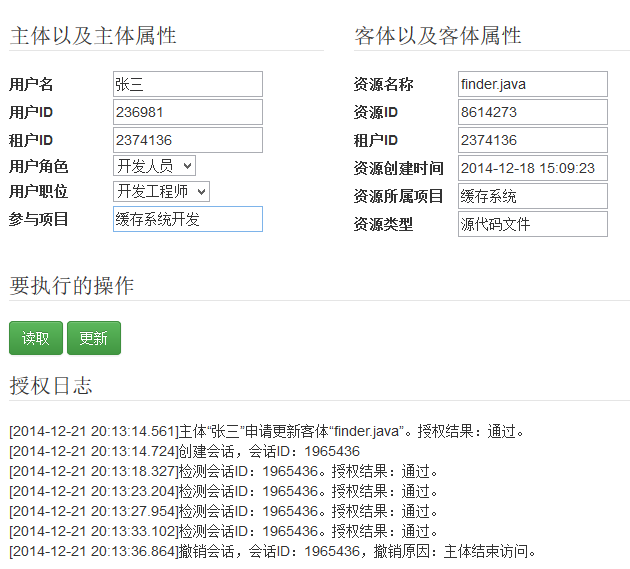 主体以及主体属性
用户名 张三
用户ID 236981
租户ID 2374136
用户角色 开发人员
用户职位 开发工程师
参与项目 缓存系统开发
客体以及客体属性
资源名称 finder.java
资源ID 8614273
租户ID 2374136
资源创建时间 2014-12-18 15:09:23
资源所属项目 缓存系统
资源类型 源代码文件
要执行的操作
读取 更新
授权日志
[2014-12-21 20:13:14.561]主体“张三”申请更新客体“finder.java”。授权结果：通过。
[2014-12-21 20:13:14.724]创建会话，会话ID：1965436
[2014-12-21 20:13:18.327]检测会话ID：1965436。授权结果：通过。
[2014-12-21 20:13:23.204]检测会话ID：1965436。授权结果：通过。
[2014-12-21 20:13:27.954]检测会话ID：1965436。授权结果：通过。
[2014-12-21 20:13:33.102]检测会话ID：1965436。授权结果：通过。
[2014-12-21 20:13:36.864]撤销会话，会话ID：1965436，撤销原因：主体结束访问。